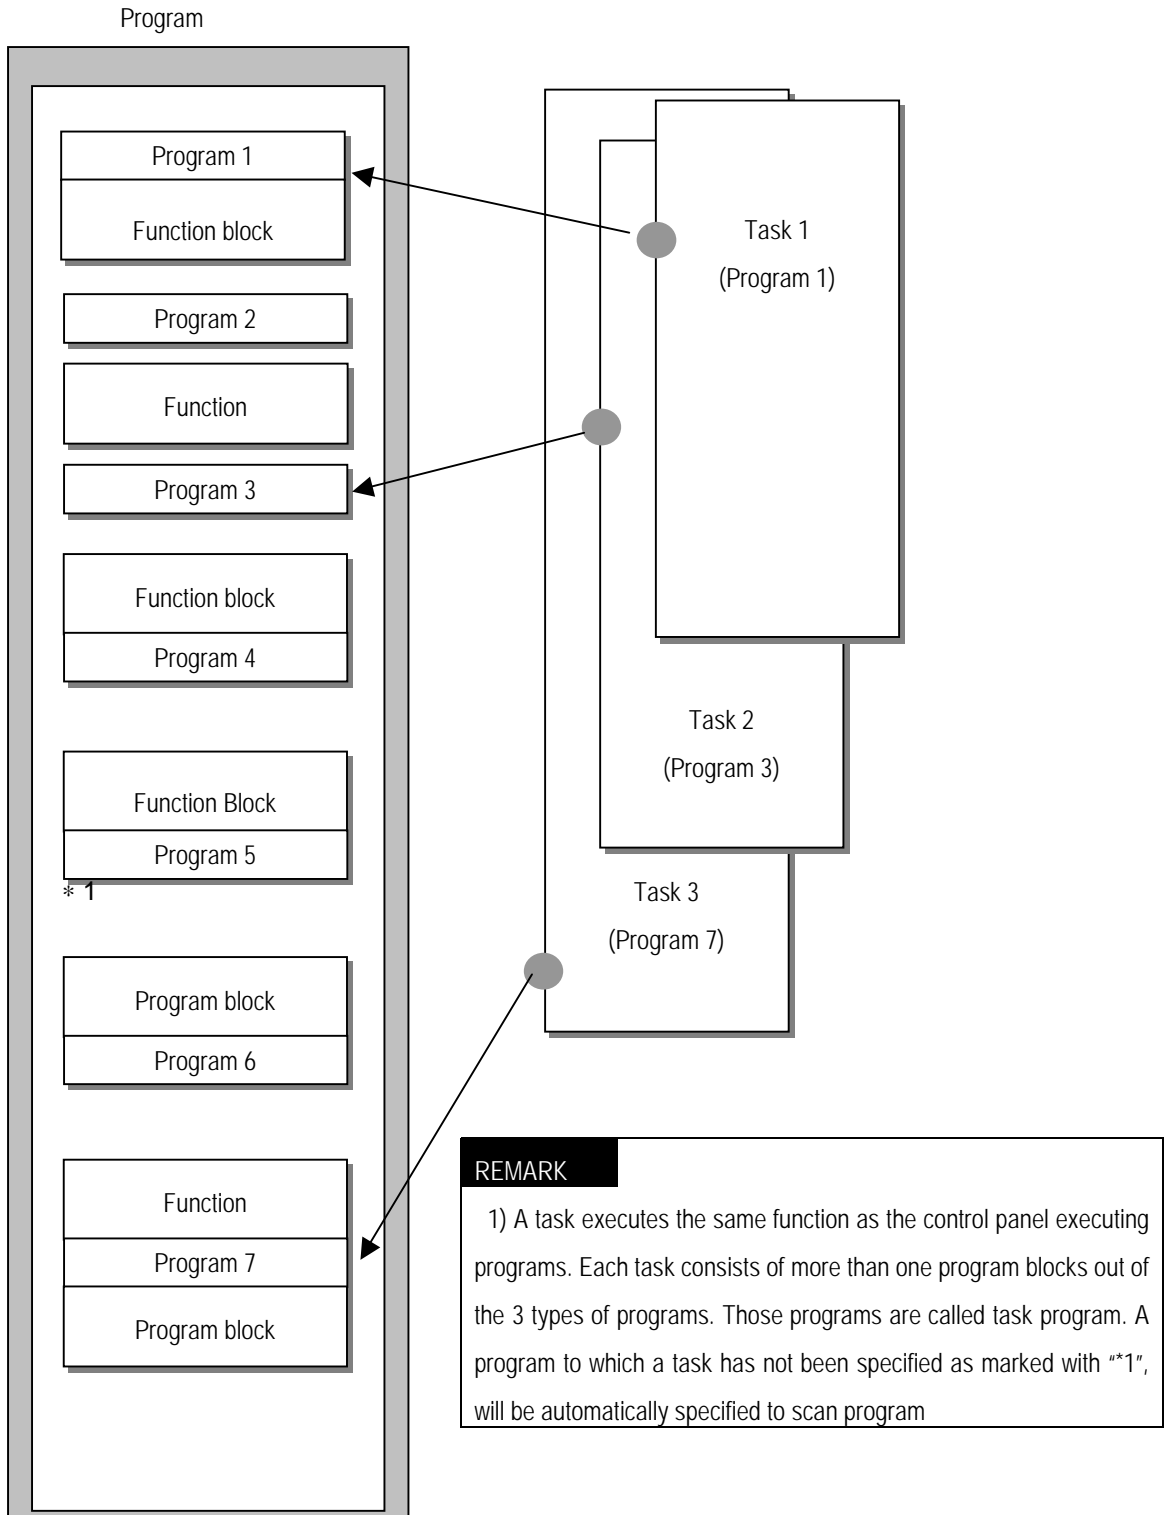 Program
Program 1
Function block
Program 2
Function
Program 3
Function block
Program 4
Function Block
Program 5
* 1
Program block
Program 6
Function
Program 7
Program block
Task 1
(Program 1)
Task 2
(Program 3)
Task 3
(Program 7)
REMARK
1) A task executes the same function as the control panel executing
programs. Each task consists of more than one program blocks out of
the 3 types of programs. Those programs are called task program. A
program to which a task has not been specified as marked with “*1”,
will be automatically specified to scan program